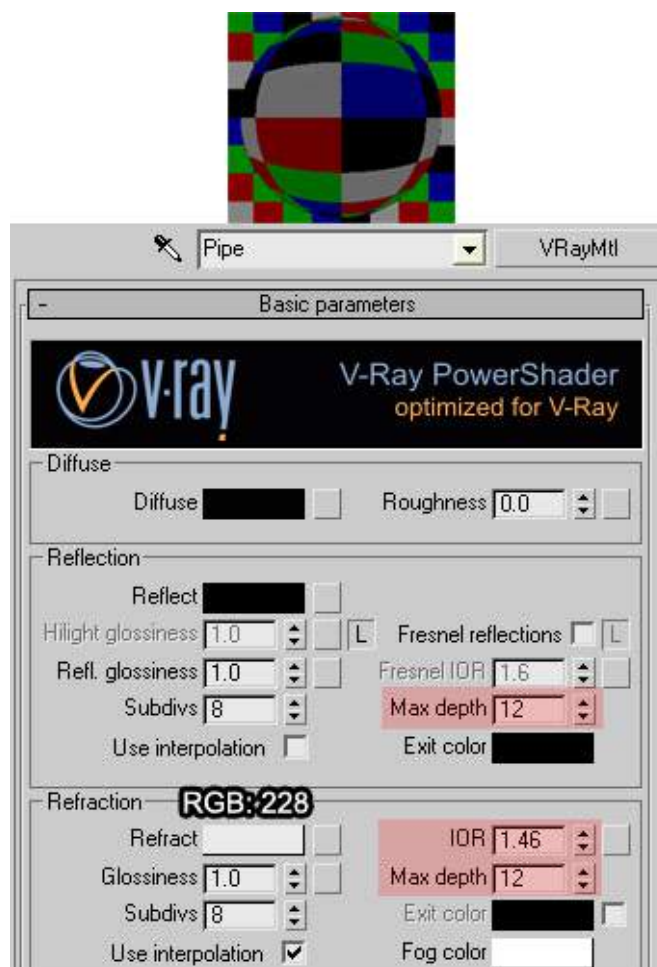 Pipe VRayMtl
- Basic parameters
v·ray V-Ray PowerShader
optimized for V-Ray
Diffuse
Diffuse Roughness 0.0
Reflection
Reflect
Hilight glossiness 1.0 L Fresnel reflections L
Refl. glossiness 1.0 Fresnel IOR 1.6
Subdivs 8 Max depth 12
Use interpolation Exit color
Refraction RGB: 228
Refract IOR 1.46
Glossiness 1.0 Max depth 12
Subdivs 8 Exit color
Use interpolation Fog color